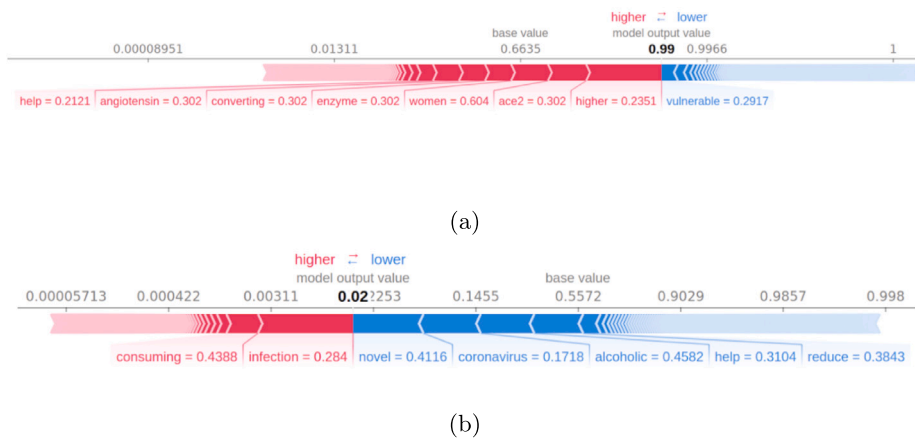 higher ⇄ lower
base value model output value
0.00008951 0.01311 0.6635 0.99 0.9966 1
help = 0.2121 angiotensin = 0.302 converting = 0.302 enzyme = 0.302 women = 0.604 ace2 = 0.302 higher = 0.2351 vulnerable = 0.2917
(a)
higher ⇄ lower
model output value base value
0.00005713 0.000422 0.00311 0.02 2253 0.1455 0.5572 0.9029 0.9857 0.998
consuming = 0.4388 infection = 0.284 novel = 0.4116 coronavirus = 0.1718 alcoholic = 0.4582 help = 0.3104 reduce = 0.3843
(b)